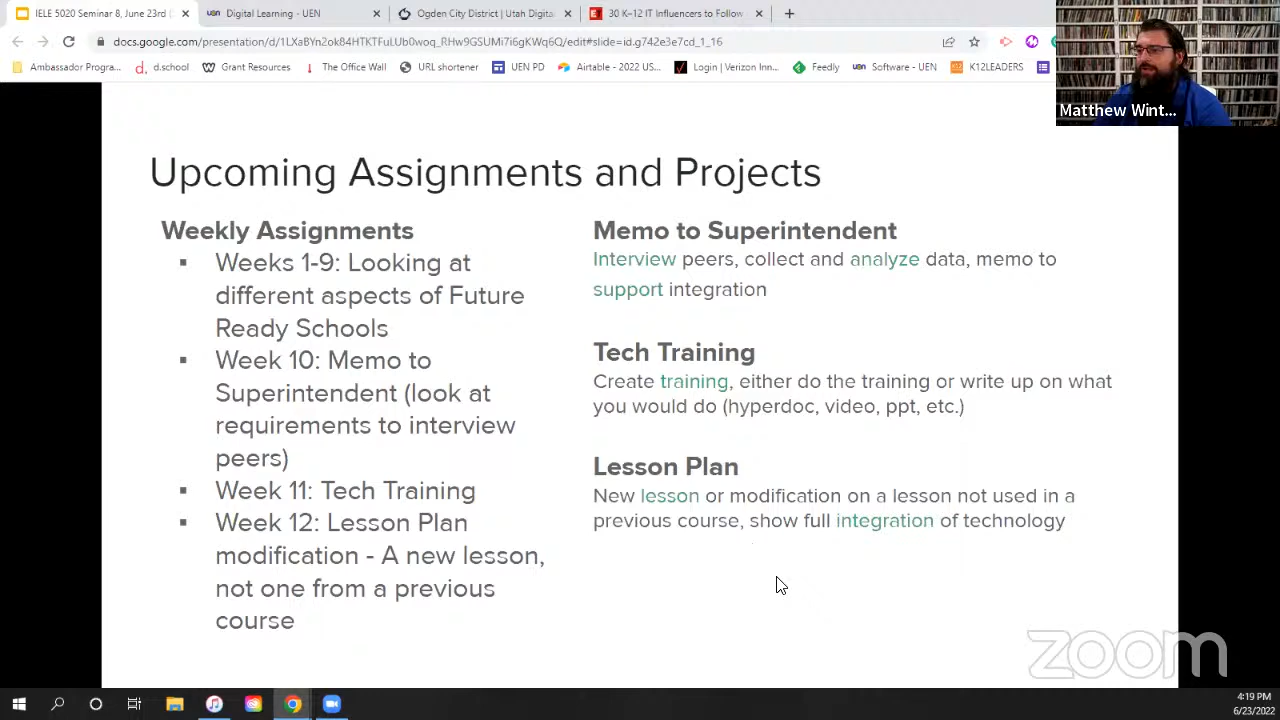 IELE 5020 Seminar 8, June 23rd
Digital Learning - UEN
Open Chemistry | Utah
30 K–12 IT Influencers to Follow
docs.google.com/presentation/d/
edit#slide=id.g742e3e7cd_1_16
Ambassador Progra...
d.school
Grant Resources
The Office Wall
URL Shortener
UEN PD
Airtable - 2022 US...
Login | Verizon Inn...
Feedly
Software - UEN
K12LEADERS
Matthew Wint...
Upcoming Assignments and Projects
Weekly Assignments
Weeks 1-9: Looking at
different aspects of Future
Ready Schools
Week 10: Memo to
Superintendent (look at
requirements to interview
peers)
Week 11: Tech Training
Week 12: Lesson Plan
modification - A new lesson,
not one from a previous
course
Memo to Superintendent
Interview peers, collect and analyze data, memo to
support integration
Tech Training
Create training, either do the training or write up on what
you would do (hyperdoc, video, ppt, etc.)
Lesson Plan
New lesson or modification on a lesson not used in a
previous course, show full integration of technology
zoom
4:19 PM
6/23/2022